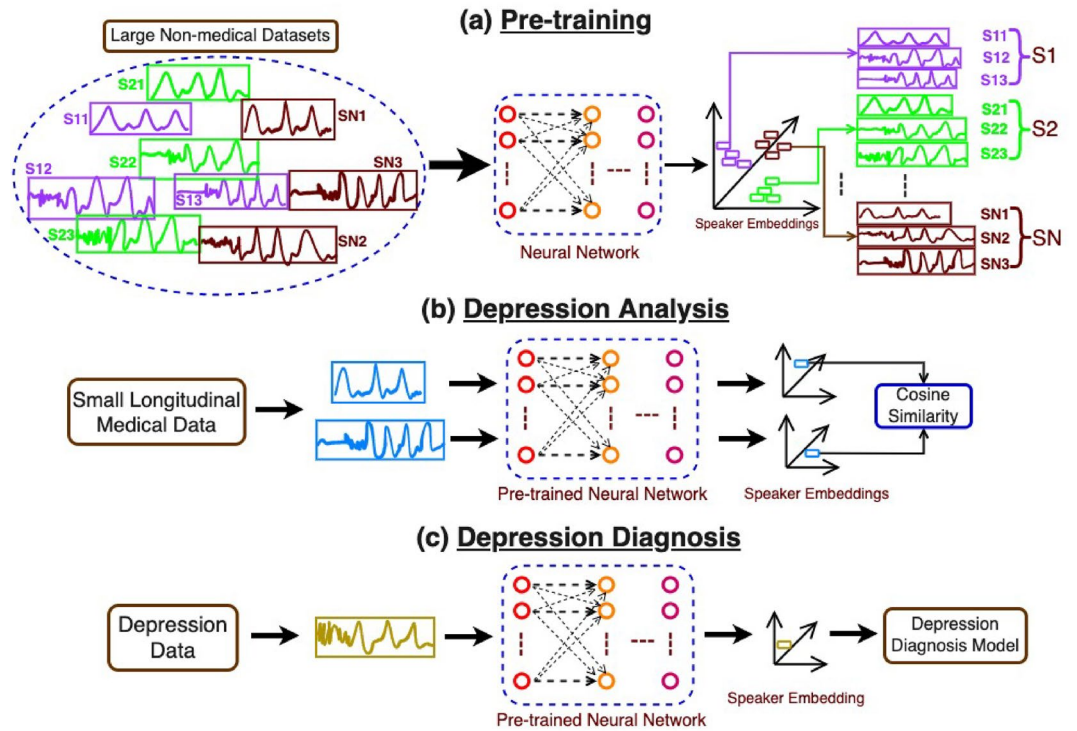 (a) Pre-training
Large Non-medical Datasets
S21
S11
SN1
S22
S12
SN3
S13
S23
SN2
Neural Network
Speaker Embeddings
S11
S12
S13
S1
S21
S22
S23
S2
SN1
SN2
SN3
SN
(b) Depression Analysis
Small Longitudinal
Medical Data
Pre-trained Neural Network
Speaker Embeddings
Cosine
Similarity
(c) Depression Diagnosis
Depression
Data
Pre-trained Neural Network
Speaker Embedding
Depression
Diagnosis Model